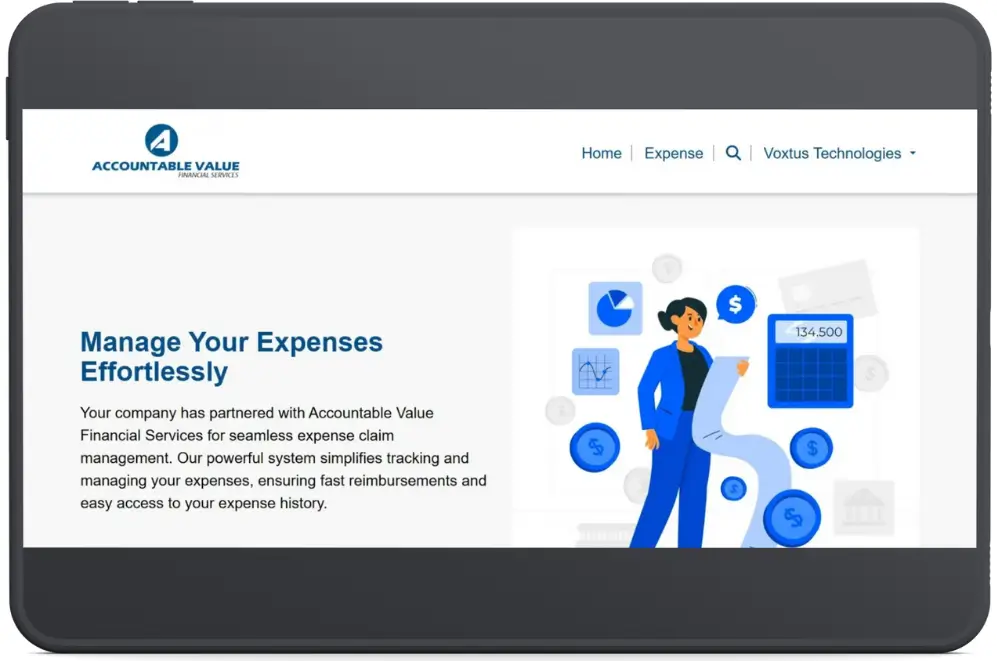 ACCOUNTABLE VALUE
FINANCIAL SERVICES
Home
Expense
Voxtus Technologies
Manage Your Expenses
Effortlessly
Your company has partnered with Accountable Value
Financial Services for seamless expense claim
management. Our powerful system simplifies tracking and
managing your expenses, ensuring fast reimbursements and
easy access to your expense history.
$
134.500
$
$
$
$